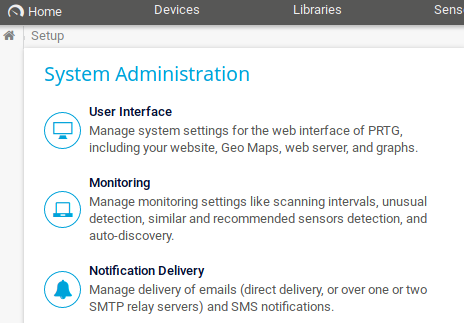 Home Devices Libraries
Setup
System Administration
User Interface
Manage system settings for the web interface of PRTG,
including your website, Geo Maps, web server, and graphs.
Monitoring
Manage monitoring settings like scanning intervals, unusual
detection, similar and recommended sensors detection, and
auto-discovery.
Notification Delivery
Manage delivery of emails (direct delivery, or over one or two
SMTP relay servers) and SMS notifications.